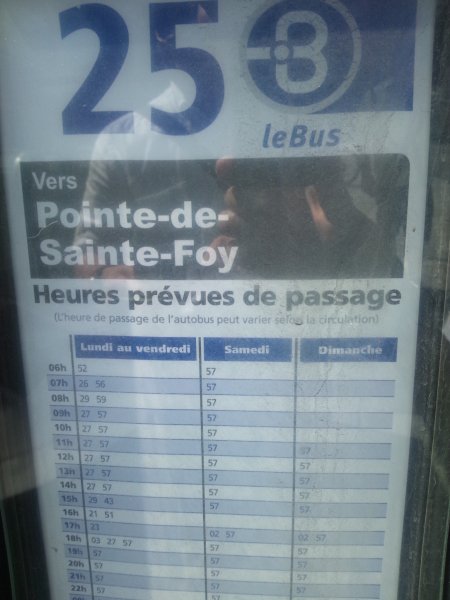 25 B
leBus
Vers
Pointe-de-
Sainte-Foy
Heures prévues de passage
(L'heure de passage de l'autobus peut varier selon la circulation)
Lundi au vendredi Samedi Dimanche
06h 52 57
07h 26 56 57
08h 29 59 57
09h 27 57 57
10h 27 57 57
11h 27 57 57 57
12h 27 57 57 57
13h 27 57 57 57
14h 27 57 57 57
15h 29 43 57 57
16h 21 51 57 57
17h 23
18h 03 27 57 02 57 02 57
19h 57 57 57
20h 57 57 57
21h 57 57 57
22h 57 57 57